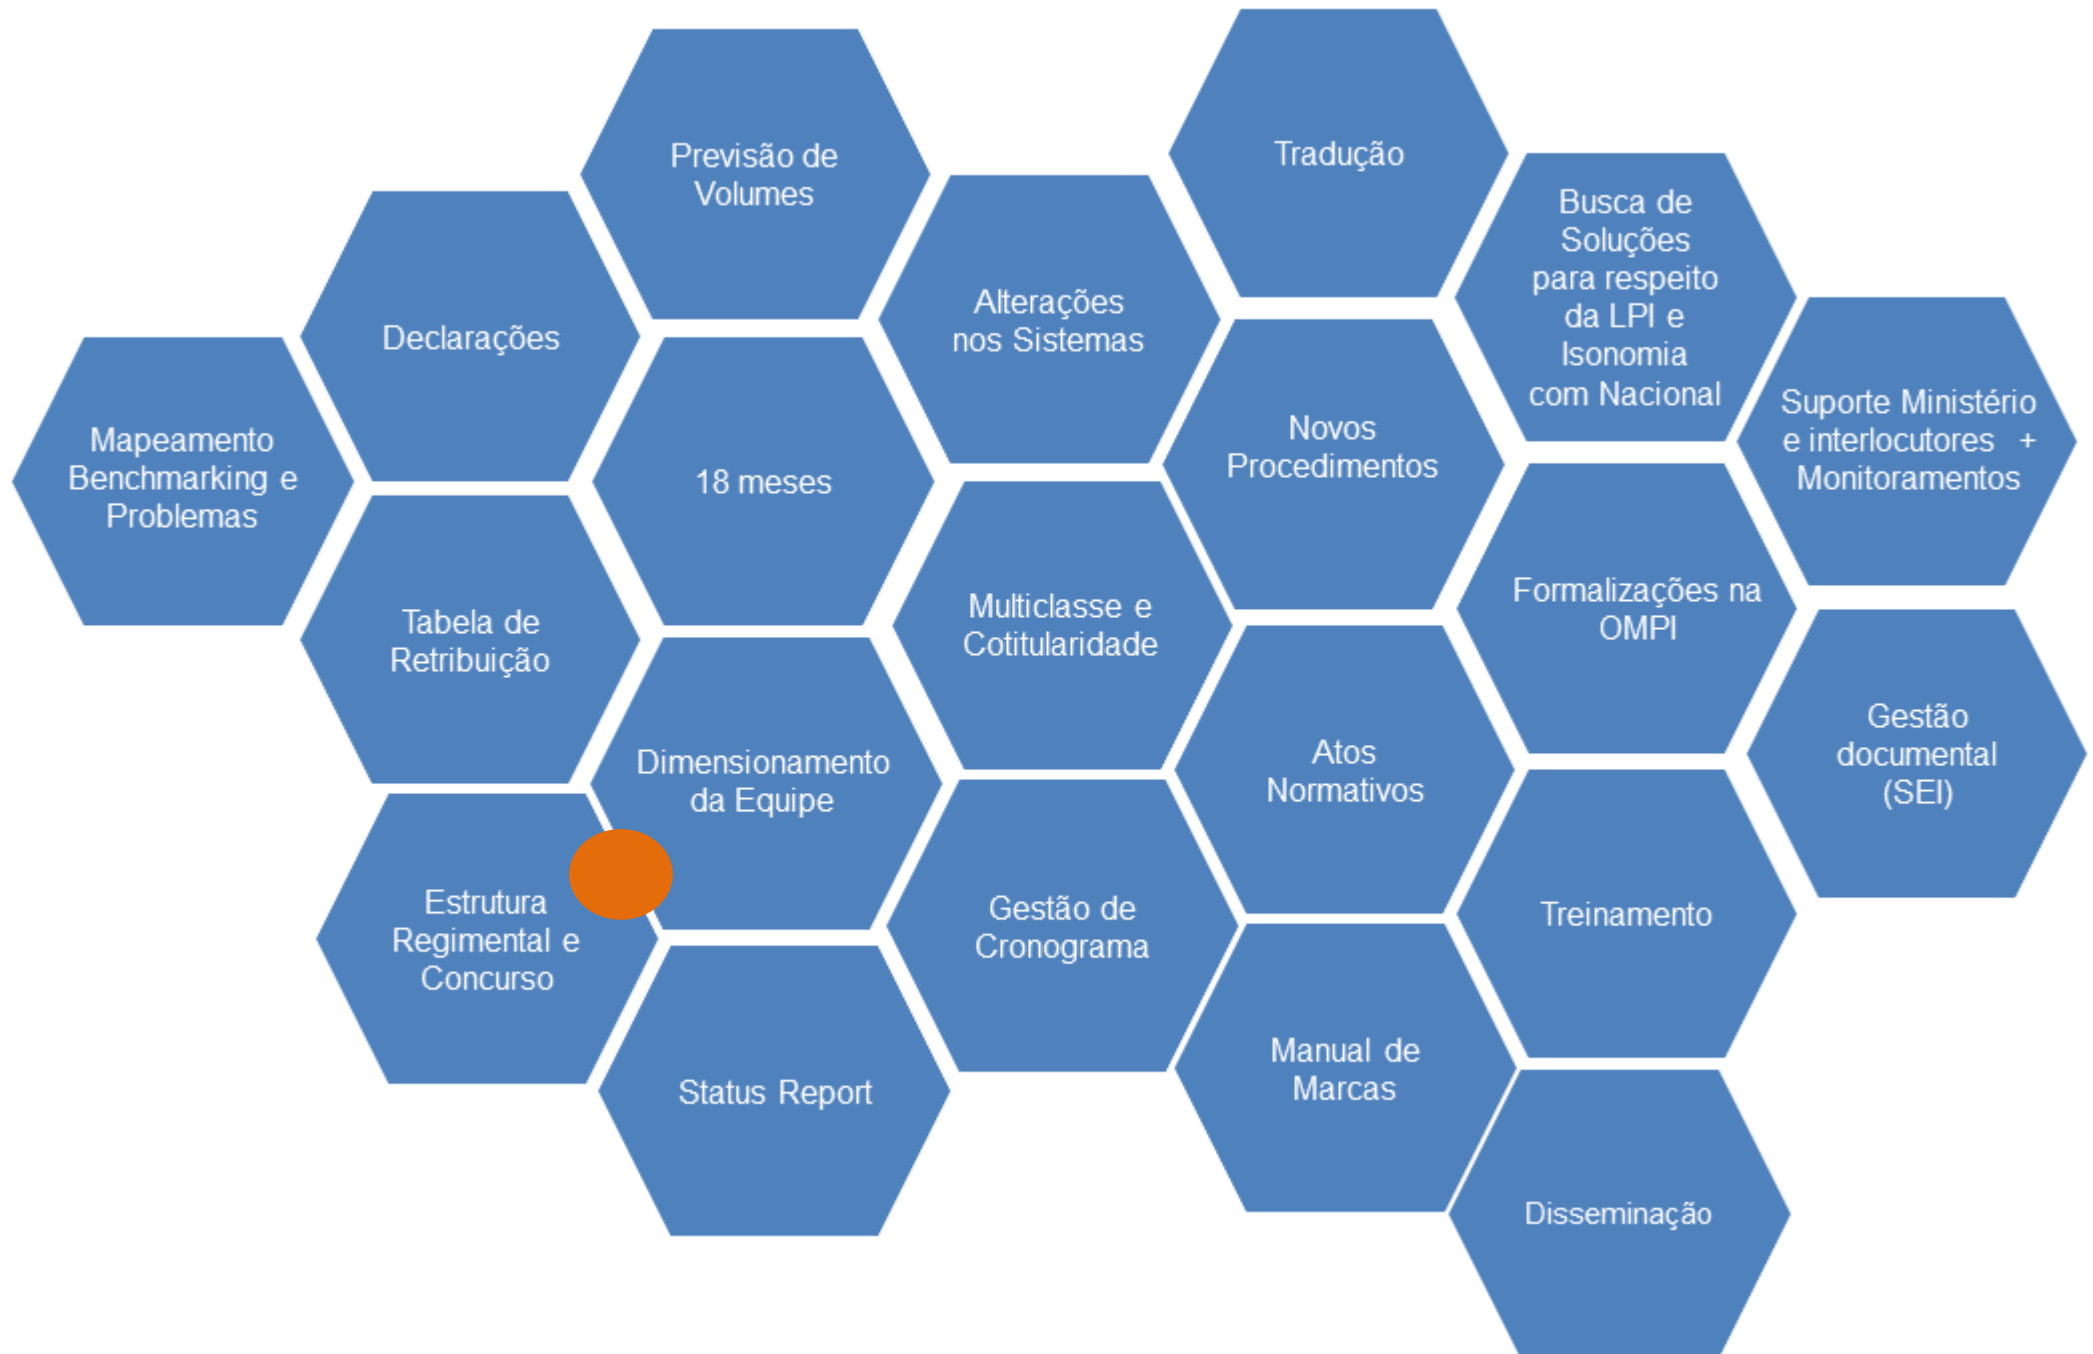 Tradução
Previsão de
Volumes
Busca de
Soluções
para respeito
da LPI e
Isonomia
com Nacional
Alterações
nos Sistemas
Declarações
Suporte Ministério
e interlocutores +
Monitoramentos
Mapeamento
Benchmarking e
Problemas
18 meses
Novos
Procedimentos
Formalizações na
OMPI
Multiclasse e
Cotitularidade
Tabela de
Retribuição
Gestão
documental
(SEI)
Dimensionamento
da Equipe
Atos
Normativos
Estrutura
Regimental e
Concurso
Gestão de
Cronograma
Treinamento
Manual de
Marcas
Status Report
Disseminação